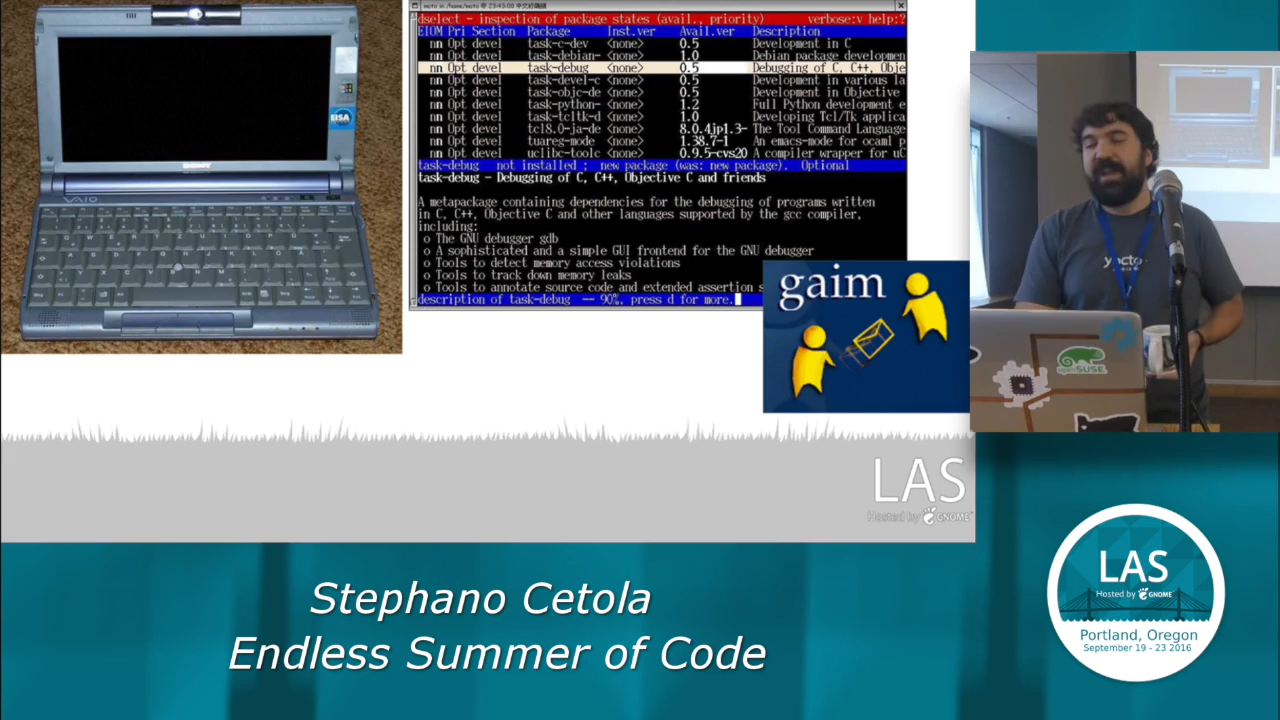 EISA
SONY
VAIO
dselect - inspection of package states (avail., priority) verbose:v help:?
EIOM Pri Section Package Inst.ver Avail.ver Description
nn Opt devel task-c-dev <none> 0.5 Development in C
nn Opt devel task-debian- <none> 1.0 Debian package developmen
nn Opt devel task-debug <none> 0.5 Debugging of C, C++, Obje
nn Opt devel task-devel-c <none> 0.5 Development in various la
nn Opt devel task-objc-de <none> 0.5 Development in Objective
nn Opt devel task-python- <none> 1.2 Full Python development e
nn Opt devel task-tcltk-d <none> 1.0 Developing Tcl/Tk applica
nn Opt devel tcl8.0-ja-de <none> 8.0.4jp1.3- The Tool Command Language
nn Opt devel tuareg-mode <none> 1.38.7-1 An emacs-mode for ocaml p
nn Opt devel uclibc-toolc <none> 0.9.5-cvs20 A compiler wrapper for uC
task-debug not installed ; new package (was: new package). Optional
task-debug - Debugging of C, C++, Objective C and friends
A metapackage containing dependencies for the debugging of programs written
in C, C++, Objective C and other languages supported by the gcc compiler,
including:
o The GNU debugger gdb
o A sophisticated and a simple GUI frontend for the GNU debugger
o Tools to detect memory access violations
o Tools to track down memory leaks
o Tools to annotate source code and extended assertion s
description of task-debug -- 90%, press d for more.
gaim
yocto
openSUSE
LAS
Hosted by GNOME
Stephano Cetola
Endless Summer of Code
LAS
Hosted by GNOME
Portland, Oregon
September 19 - 23 2016